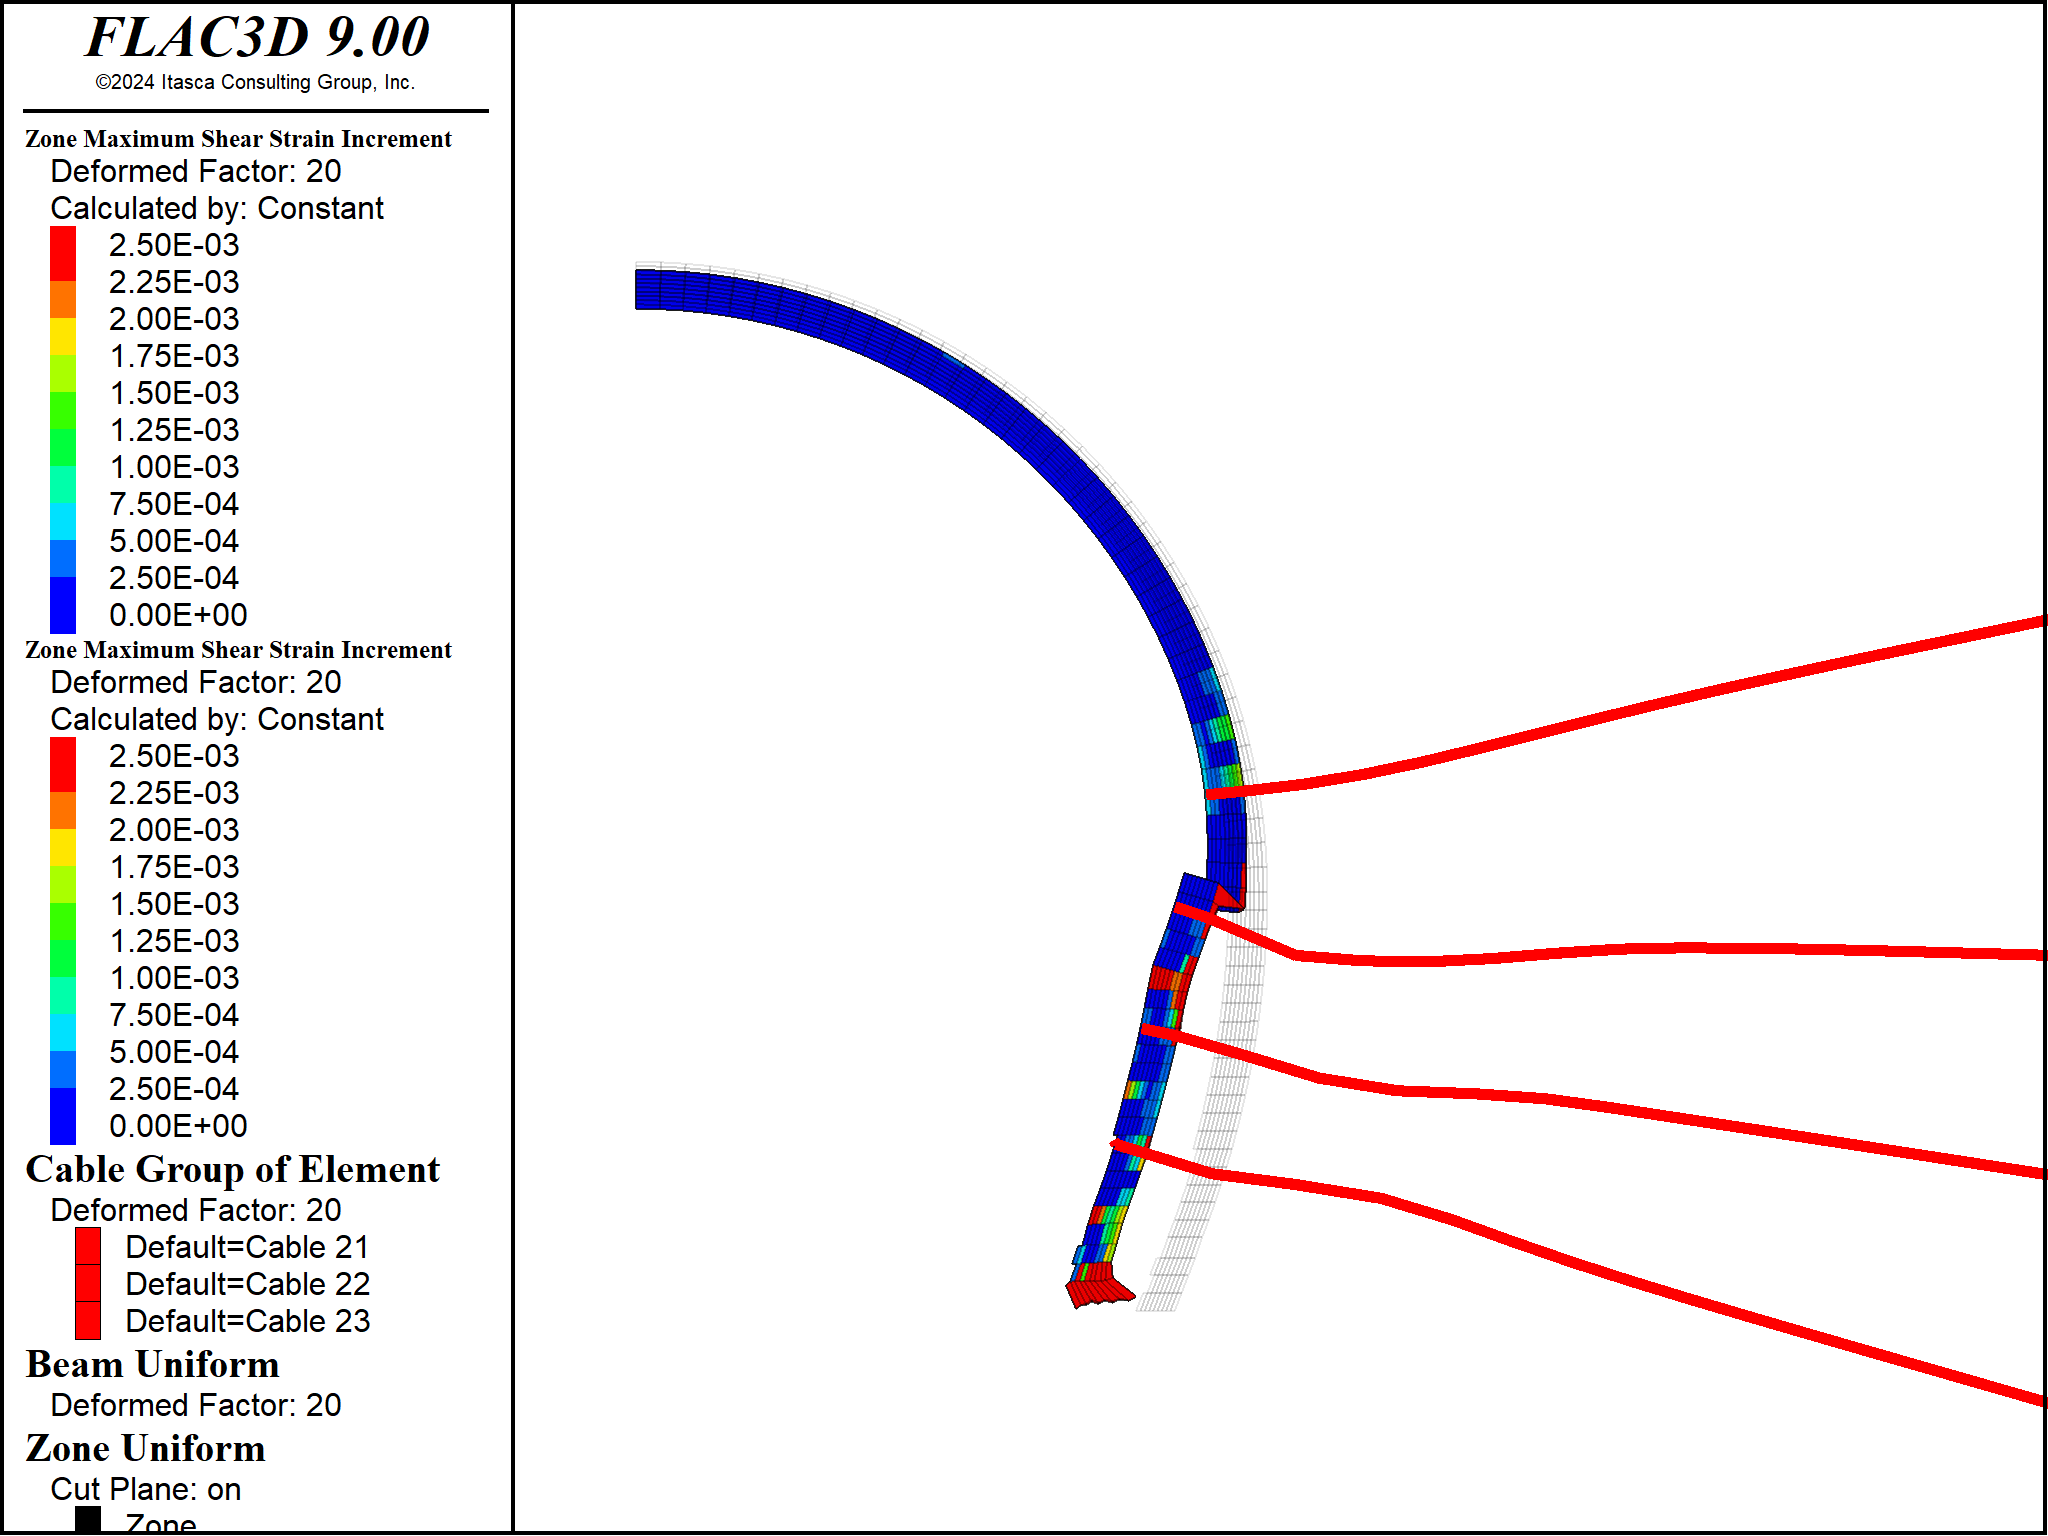 FLAC3D 9.00
©2024 Itasca Consulting Group, Inc.
Zone Maximum Shear Strain Increment
Deformed Factor: 20
Calculated by: Constant
2.50E-03
2.25E-03
2.00E-03
1.75E-03
1.50E-03
1.25E-03
1.00E-03
7.50E-04
5.00E-04
2.50E-04
0.00E+00
Zone Maximum Shear Strain Increment
Deformed Factor: 20
Calculated by: Constant
2.50E-03
2.25E-03
2.00E-03
1.75E-03
1.50E-03
1.25E-03
1.00E-03
7.50E-04
5.00E-04
2.50E-04
0.00E+00
Cable Group of Element
Deformed Factor: 20
Default=Cable 21
Default=Cable 22
Default=Cable 23
Beam Uniform
Deformed Factor: 20
Zone Uniform
Cut Plane: on
Zone